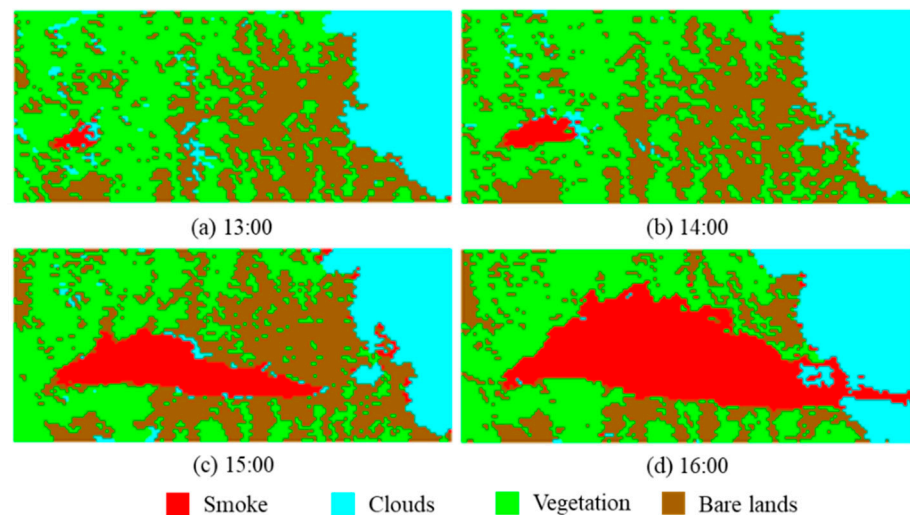 (a) 13:00
(b) 14:00
(c) 15:00
(d) 16:00
Smoke Clouds Vegetation Bare lands